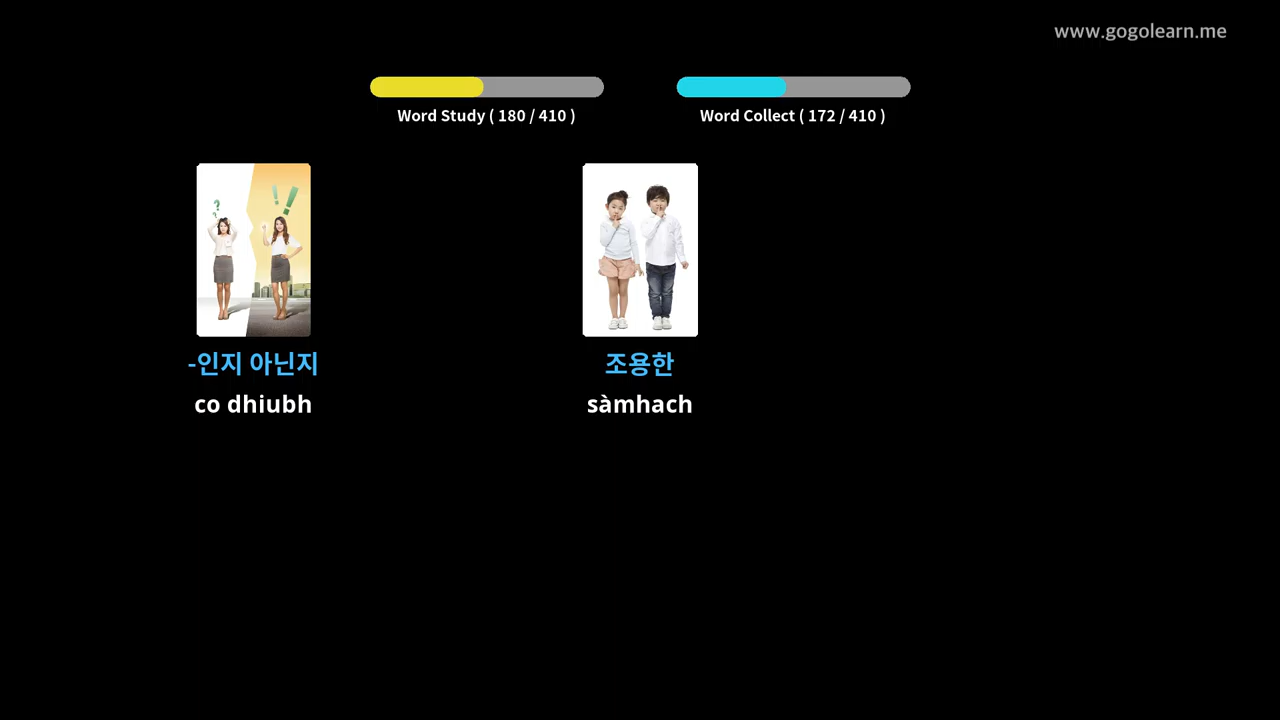 www.gogolearn.me
Word Study ( 180 / 410 )
Word Collect ( 172 / 410 )
-인지 아닌지
co dhiubh
조용한
sàmhach